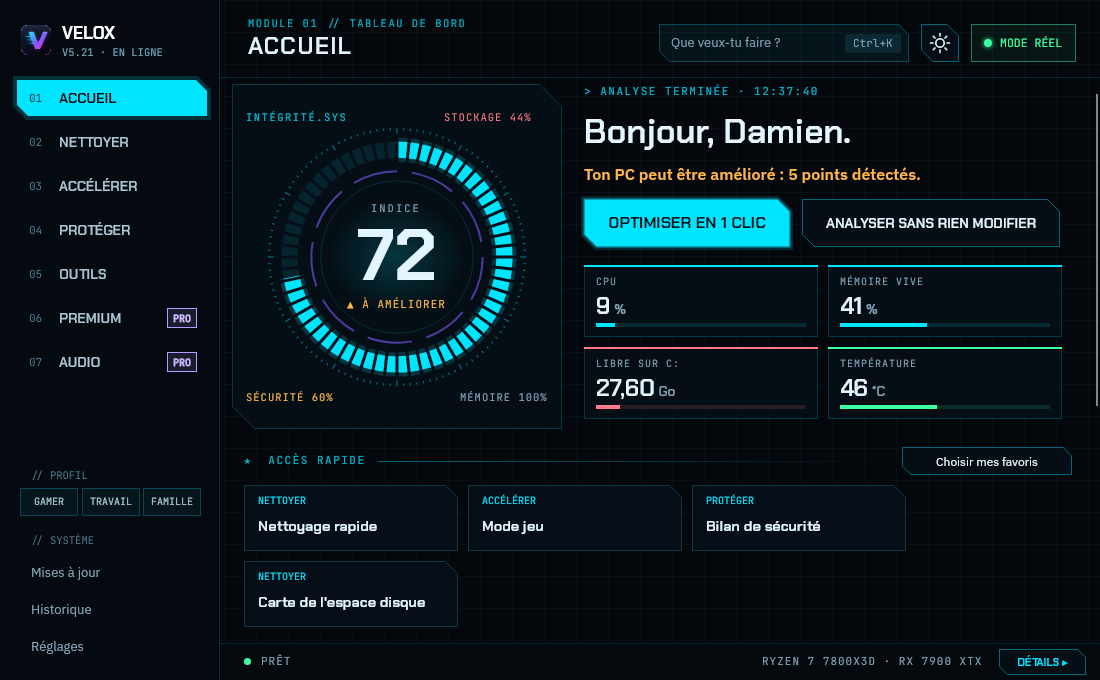 VELOX
V5.21 · EN LIGNE
01 ACCUEIL
02 NETTOYER
03 ACCÉLÉRER
04 PROTÉGER
05 OUTILS
06 PREMIUM PRO
07 AUDIO PRO
// PROFIL
GAMER TRAVAIL FAMILLE
// SYSTÈME
Mises à jour
Historique
Réglages
MODULE 01 // TABLEAU DE BORD
ACCUEIL
Que veux-tu faire ? Ctrl+K
MODE RÉEL
INTÉGRITÉ.SYS STOCKAGE 44%
INDICE
72
▲ À AMÉLIORER
SÉCURITÉ 60% MÉMOIRE 100%
> ANALYSE TERMINÉE · 12:37:40
Bonjour, Damien.
Ton PC peut être amélioré : 5 points détectés.
OPTIMISER EN 1 CLIC ANALYSER SANS RIEN MODIFIER
CPU
9 %
MÉMOIRE VIVE
41 %
LIBRE SUR C:
27,60 Go
TEMPÉRATURE
46 °C
★ ACCÈS RAPIDE
Choisir mes favoris
NETTOYER
Nettoyage rapide
ACCÉLÉRER
Mode jeu
PROTÉGER
Bilan de sécurité
NETTOYER
Carte de l'espace disque
PRÊT
RYZEN 7 7800X3D · RX 7900 XTX
DÉTAILS ▸